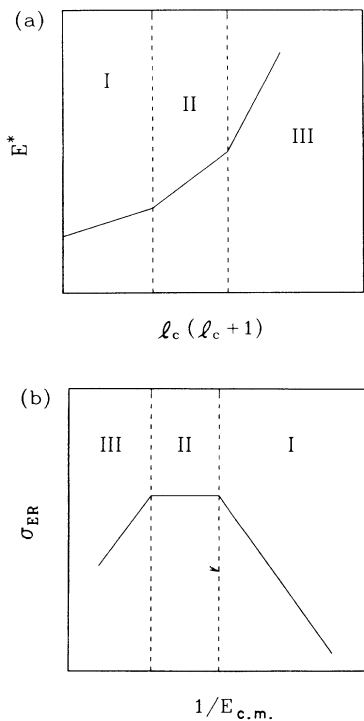 (a)
I
II
III
E*
ℓc (ℓc + 1)
(b)
III
II
I
σER
1/Ec.m.